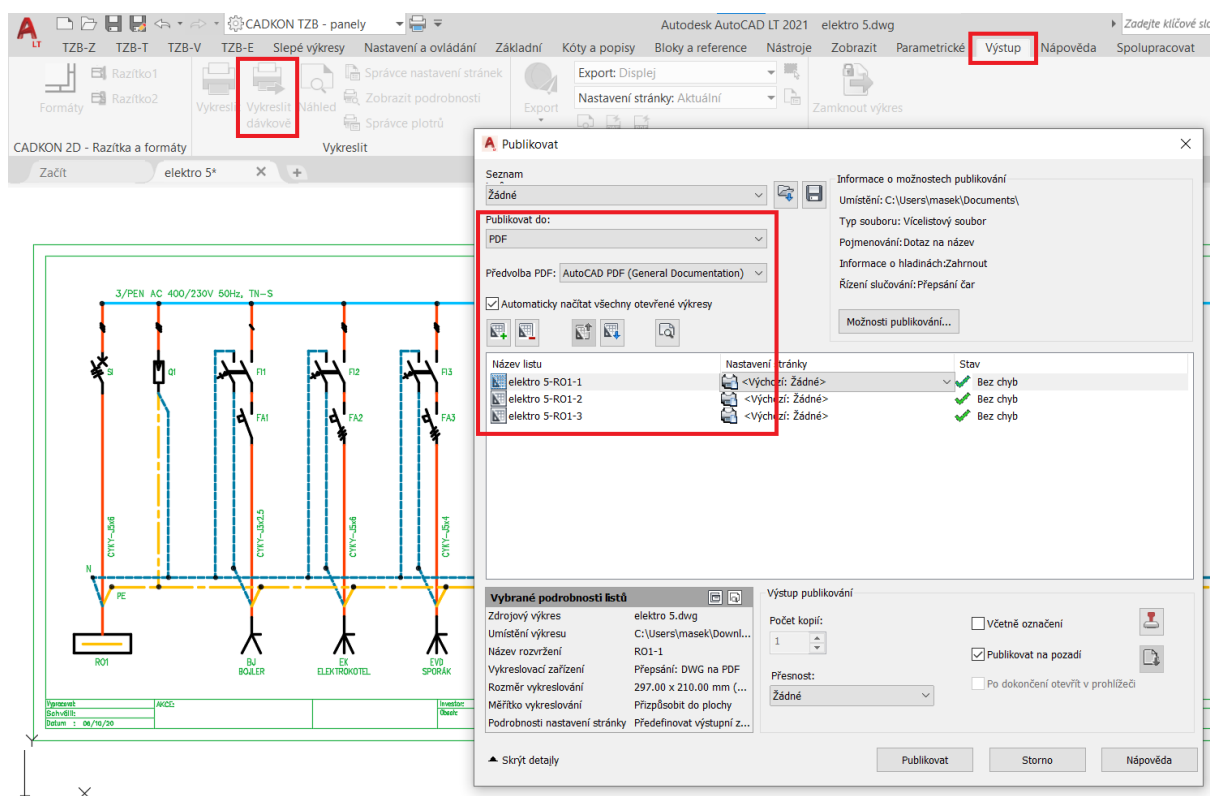 CADKON TZB - panely
Autodesk AutoCAD LT 2021 elektro 5.dwg
Zadejte klíčové
LT
TZB-Z TZB-T TZB-V TZB-E Slepé výkresy Nastavení a ovládání Základní Kóty a popisy Bloky a reference Nástroje Zobrazit Parametrické Výstup Nápověda Spolupracovat
Formáty
Razítko1
Razítko2
Vykreslit
Vykreslit dávkově
Náhled
Správce nastavení stránek
Zobrazit podrobnosti
Správce plotrů
Export
Export: Displej
Nastavení stránky: Aktuální
Zamknout výkres
CADKON 2D - Razítka a formáty
Vykreslit
Začít
elektro 5*
Publikovat
Seznam
Žádné
Publikovat do:
PDF
Předvolba PDF: AutoCAD PDF (General Documentation)
Automaticky načítat všechny otevřené výkresy
Informace o možnostech publikování
Umístění: C:\Users\masek\Documents\
Typ souboru: Vícelistový soubor
Pojmenování: Dotaz na název
Informace o hladinách:Zahrnout
Řízení slučování: Přepsání čar
Možnosti publikování...
Název listu Nastavení stránky Stav
elektro 5-RO1-1 <Výchozí: Žádné> Bez chyb
elektro 5-RO1-2 <Výchozí: Žádné> Bez chyb
elektro 5-RO1-3 <Výchozí: Žádné> Bez chyb
Vybrané podrobnosti listů
Zdrojový výkres elektro 5.dwg
Umístění výkresu C:\Users\masek\Downl...
Název rozvržení RO1-1
Vykreslovací zařízení Přepsání: DWG na PDF
Rozměr vykreslování 297.00 x 210.00 mm (...
Měřítko vykreslování Přizpůsobit do plochy
Podrobnosti nastavení stránky Předefinovat výstupní z...
Výstup publikování
Počet kopií:
1
Přesnost:
Žádné
Včetně označení
Publikovat na pozadí
Po dokončení otevřít v prohlížeči
Skrýt detaily
Publikovat
Storno
Nápověda
3/PEN AC 400/230V 50Hz, TN-S
SI
Q1
FI1
FI2
FI3
FA1
FA2
FA3
CYKY-J5x6
CYKY-J3x2,5
CYKY-J5x6
CYKY-J5x4
N
PE
RO1
BJ
BOJLER
EK
ELEKTROKOTEL
EVD
SPORÁK
Vypracoval:
Schválil:
Datum : 06/10/20
AKCE:
Investor:
Obsah:
Y
X